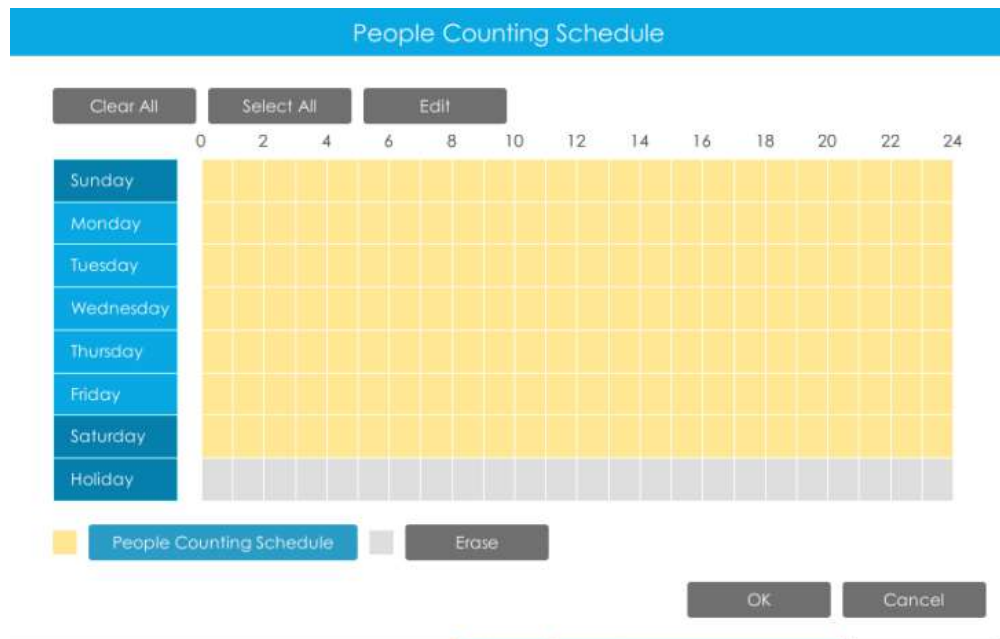 People Counting Schedule
Clear All Select All Edit
0 2 4 6 8 10 12 14 16 18 20 22 24
Sunday
Monday
Tuesday
Wednesday
Thursday
Friday
Saturday
Holiday
People Counting Schedule Erase
OK Cancel